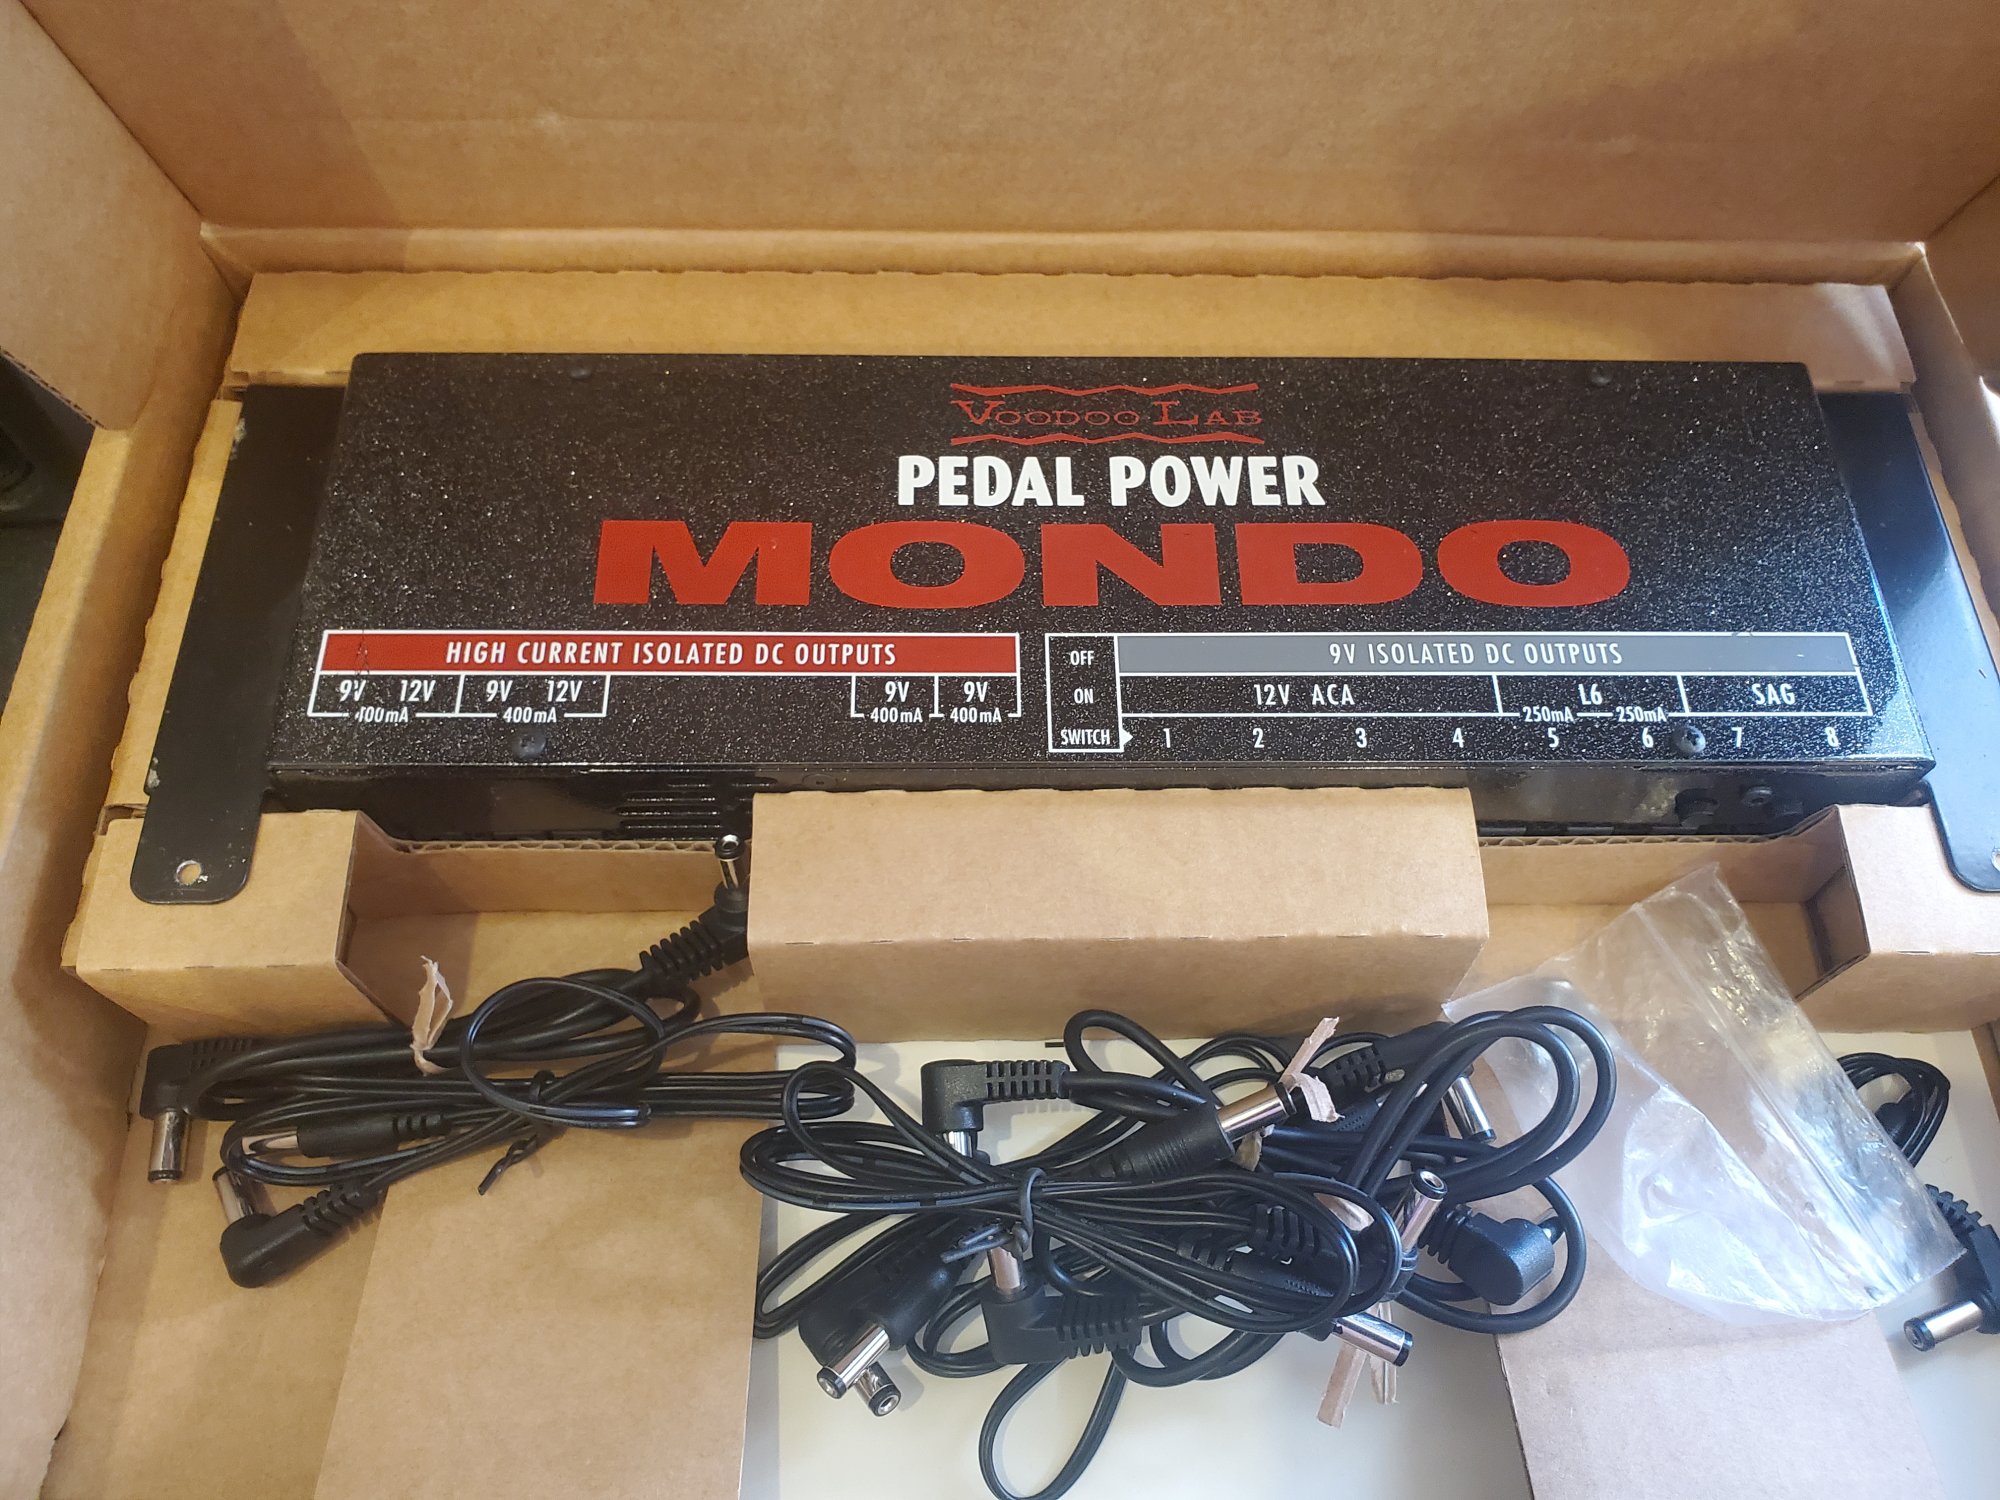 VOODOO LAB
PEDAL POWER
MONDO
HIGH CURRENT ISOLATED DC OUTPUTS
9V 12V 9V 12V 9V 9V
400mA 400mA 400mA 400mA
OFF 9V ISOLATED DC OUTPUTS
ON 12V ACA L6 SAG
250mA 250mA
SWITCH 1 2 3 4 5 6 7 8